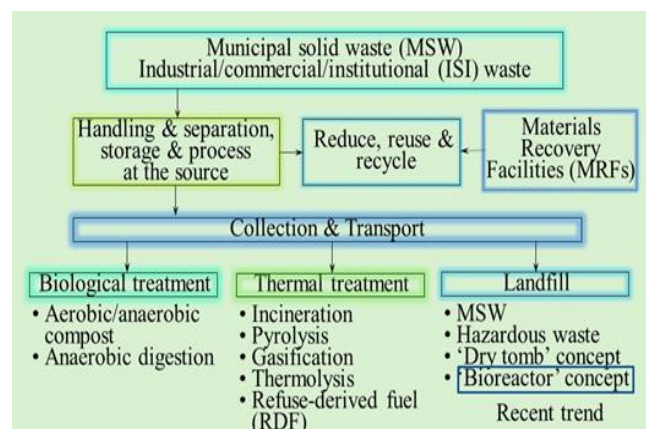 Municipal solid waste (MSW)
Industrial/commercial/institutional (ISI) waste
Handling & separation,
storage & process
at the source
Reduce, reuse &
recycle
Materials
Recovery
Facilities (MRFs)
Collection & Transport
Biological treatment
• Aerobic/anaerobic
compost
• Anaerobic digestion
Thermal treatment
• Incineration
• Pyrolysis
• Gasification
• Thermolysis
• Refuse-derived fuel
(RDF)
Landfill
• MSW
• Hazardous waste
• ‘Dry tomb’ concept
• ‘Bioreactor’ concept
Recent trend